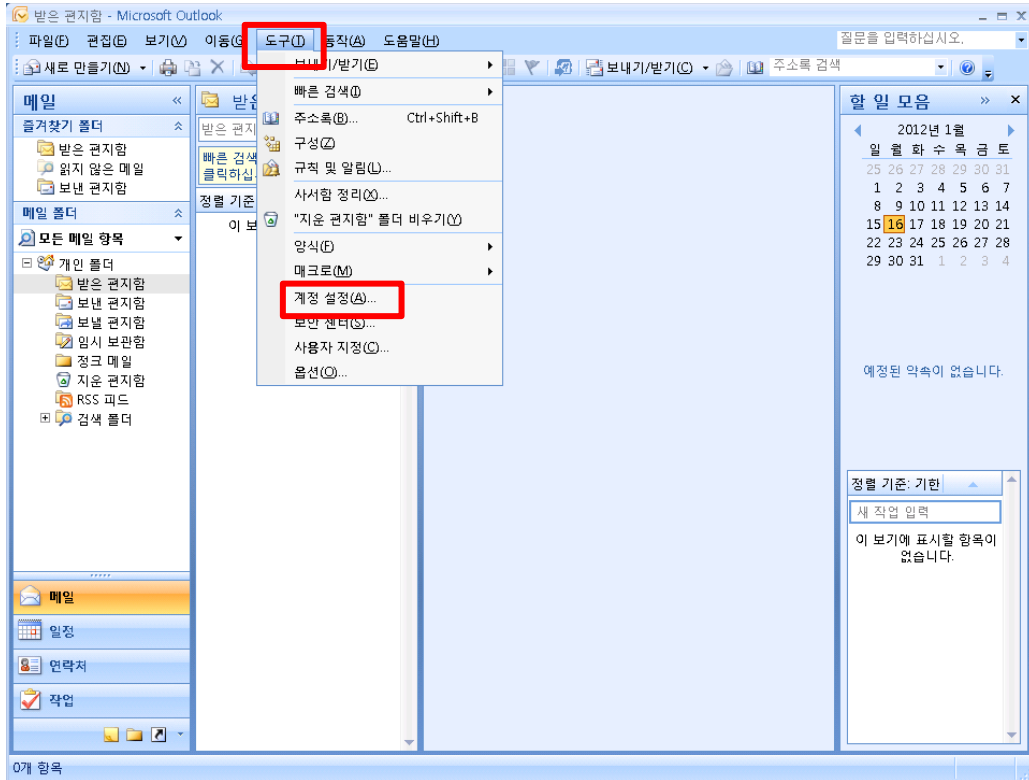 받은 편지함 - Microsoft Outlook
파일(F) 편집(E) 보기(V) 이동(G 도구(T) 동작(A) 도움말(H)
질문을 입력하십시오.
새로 만들기(N) 보내기/받기(C) 주소록 검색
메일
즐겨찾기 폴더
받은 편지함
읽지 않은 메일
보낸 편지함
메일 폴더
모든 메일 항목
개인 폴더
받은 편지함
보낸 편지함
보낼 편지함
임시 보관함
정크 메일
지운 편지함
RSS 피드
검색 폴더
메일
일정
연락처
작업
받은
받은 편지
빠른 검색
클릭하십
정렬 기준
이 보
보내기/받기(E)
빠른 검색(I)
주소록(B)... Ctrl+Shift+B
구성(Z)
규칙 및 알림(L)...
사서함 정리(X)...
"지운 편지함" 폴더 비우기(Y)
양식(F)
매크로(M)
계정 설정(A)...
보안 센터(S)...
사용자 지정(C)...
옵션(O)...
할 일 모음
2012년 1월
일 월 화 수 목 금 토
25 26 27 28 29 30 31
1 2 3 4 5 6 7
8 9 10 11 12 13 14
15 16 17 18 19 20 21
22 23 24 25 26 27 28
29 30 31 1 2 3 4
예정된 약속이 없습니다.
정렬 기준: 기한
새 작업 입력
이 보기에 표시할 항목이
없습니다.
0개 항목